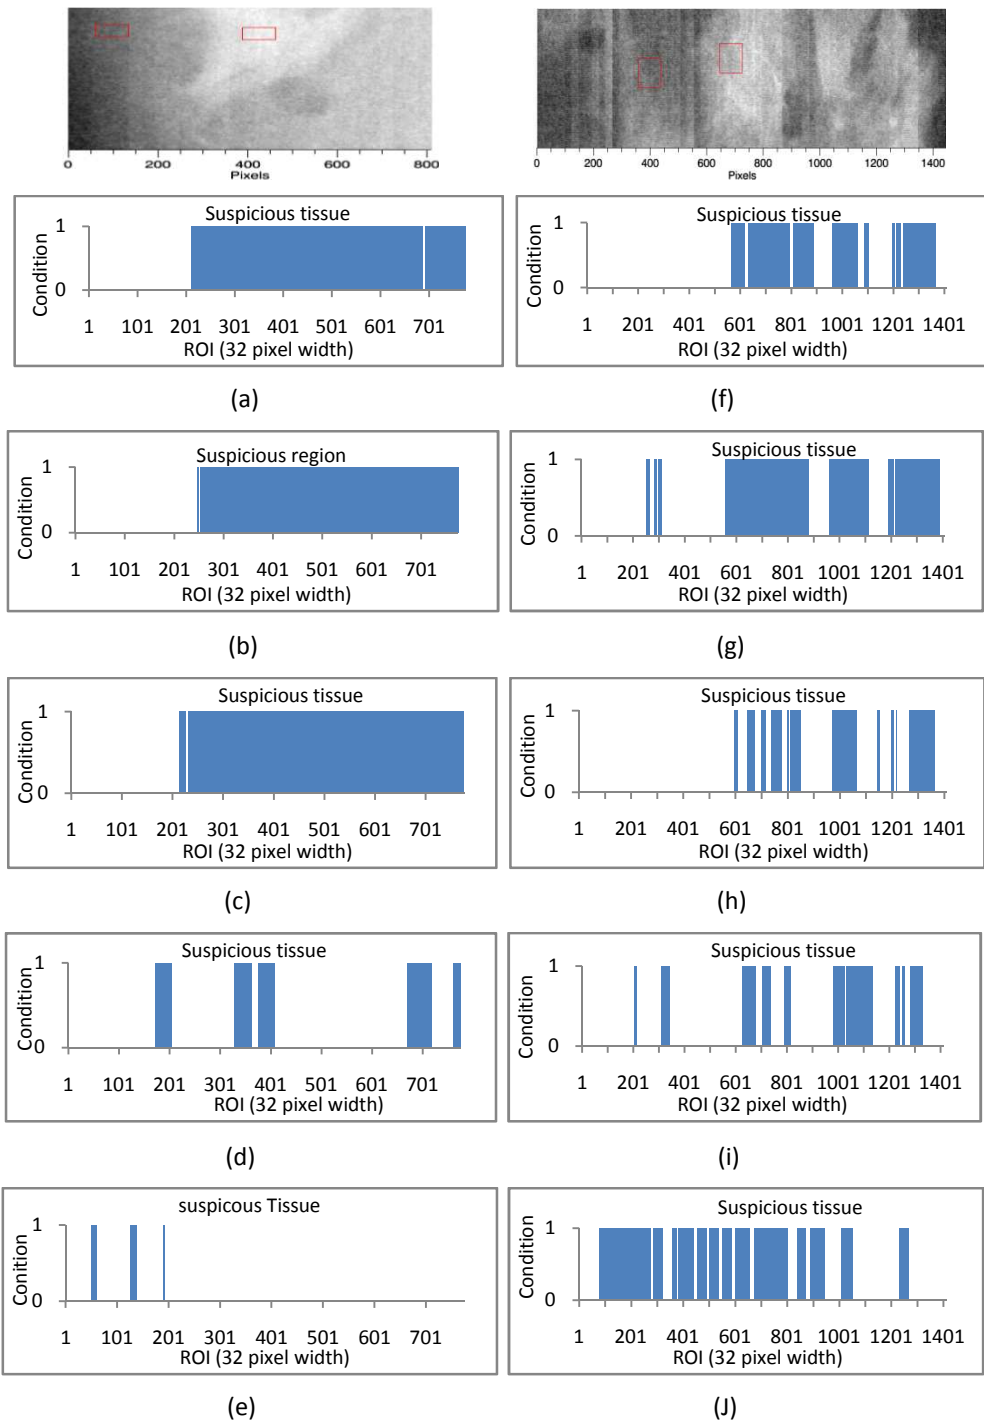 0 200 400 600 800
Pixels
Suspicious tissue
Condition
1
0
1 101 201 301 401 501 601 701
ROI (32 pixel width)
(a)
Suspicious region
Condition
1
0
1 101 201 301 401 501 601 701
ROI (32 pixel width)
(b)
Suspicious tissue
Condition
1
0
1 101 201 301 401 501 601 701
ROI (32 pixel width)
(c)
Suspicious tissue
Condition
1
0
1 101 201 301 401 501 601 701
ROI (32 pixel width)
(d)
suspicous Tissue
Conition
1
0
1 101 201 301 401 501 601 701
ROI (32 pixel width)
(e)
0 200 400 600 800 1000 1200 1400
Pixels
Suspicious tissue
Condition
1
0
1 201 401 601 801 1001 1201 1401
ROI (32 pixel width)
(f)
Suspicious tissue
Condition
1
0
1 201 401 601 801 1001 1201 1401
ROI (32 pixel width)
(g)
Suspicious tissue
Condition
1
0
1 201 401 601 801 1001 1201 1401
ROI (32 pixel width)
(h)
Suspicious tissue
Condition
1
0
1 201 401 601 801 1001 1201 1401
ROI (32 pixel width)
(i)
Suspicious tissue
Condition
1
0
1 201 401 601 801 1001 1201 1401
ROI (32 pixel width)
(J)